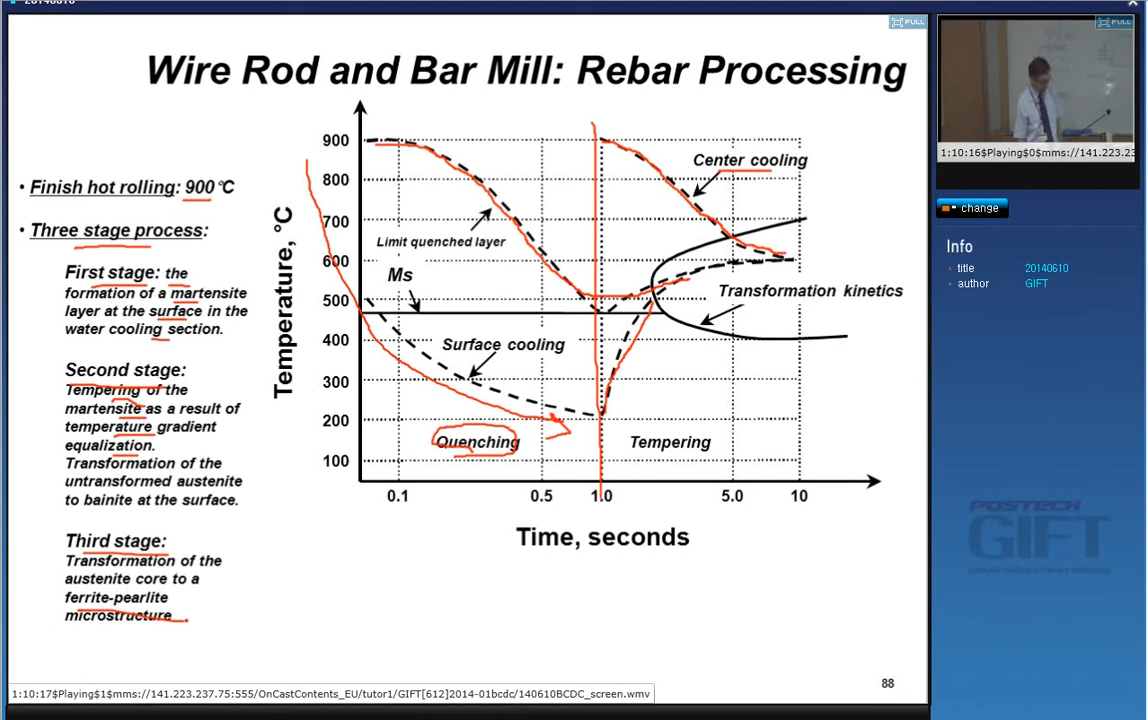 20140610
FULL
Wire Rod and Bar Mill: Rebar Processing
• Finish hot rolling: 900°C
• Three stage process:
First stage: the
formation of a martensite
layer at the surface in the
water cooling section.
Second stage:
Tempering of the
martensite as a result of
temperature gradient
equalization.
Transformation of the
untransformed austenite
to bainite at the surface.
Third stage:
Transformation of the
austenite core to a
ferrite-pearlite
microstructure
Temperature, °C
900
800
700
600
500
400
300
200
100
Center cooling
Limit quenched layer
Ms
Transformation kinetics
Surface cooling
Quenching
Tempering
0.1
0.5
1.0
5.0
10
Time, seconds
88
1:10:17$Playing$1$mms://141.223.237.75:555/OnCastContents_EU/tutor1/GIFT[612]2014-01bcdc/140610BCDC_screen.wmv
FULL
1:10:16$Playing$0$mms://141.223.23
change
Info
title 20140610
author GIFT
POSTECH
GIFT